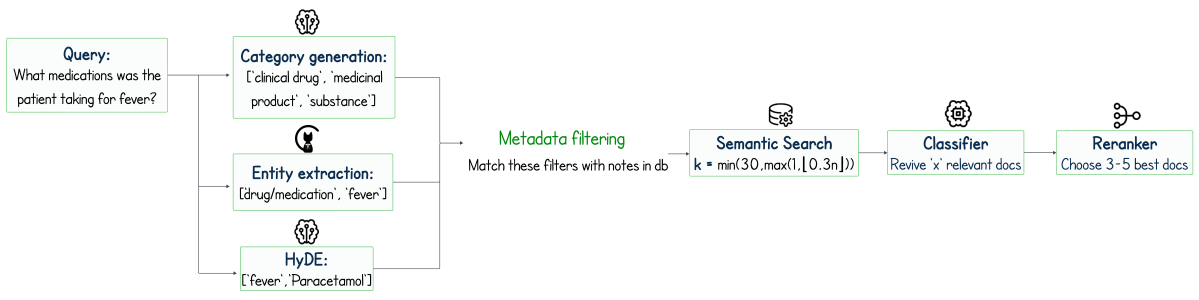 Query:
What medications was the
patient taking for fever?
Category generation:
[`clinical drug`, `medicinal
product`, `substance`]
Entity extraction:
[`drug/medication`, `fever`]
HyDE:
[`fever`,`Paracetamol`]
Metadata filtering
Match these filters with notes in db
Semantic Search
k = min(30,max(1,⌊0.3n⌋))
Classifier
Revive `x` relevant docs
Reranker
Choose 3-5 best docs